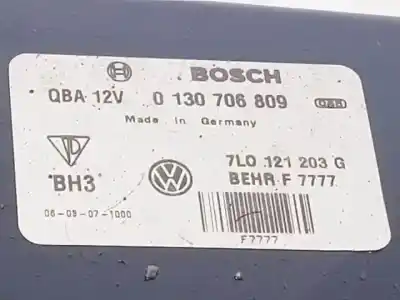 BOSCH
QBA 12V 0 130 706 809
Made in Germany
7L0 121 203 G
BH3
BEHR F 7777
06-09-07-1000
F7777